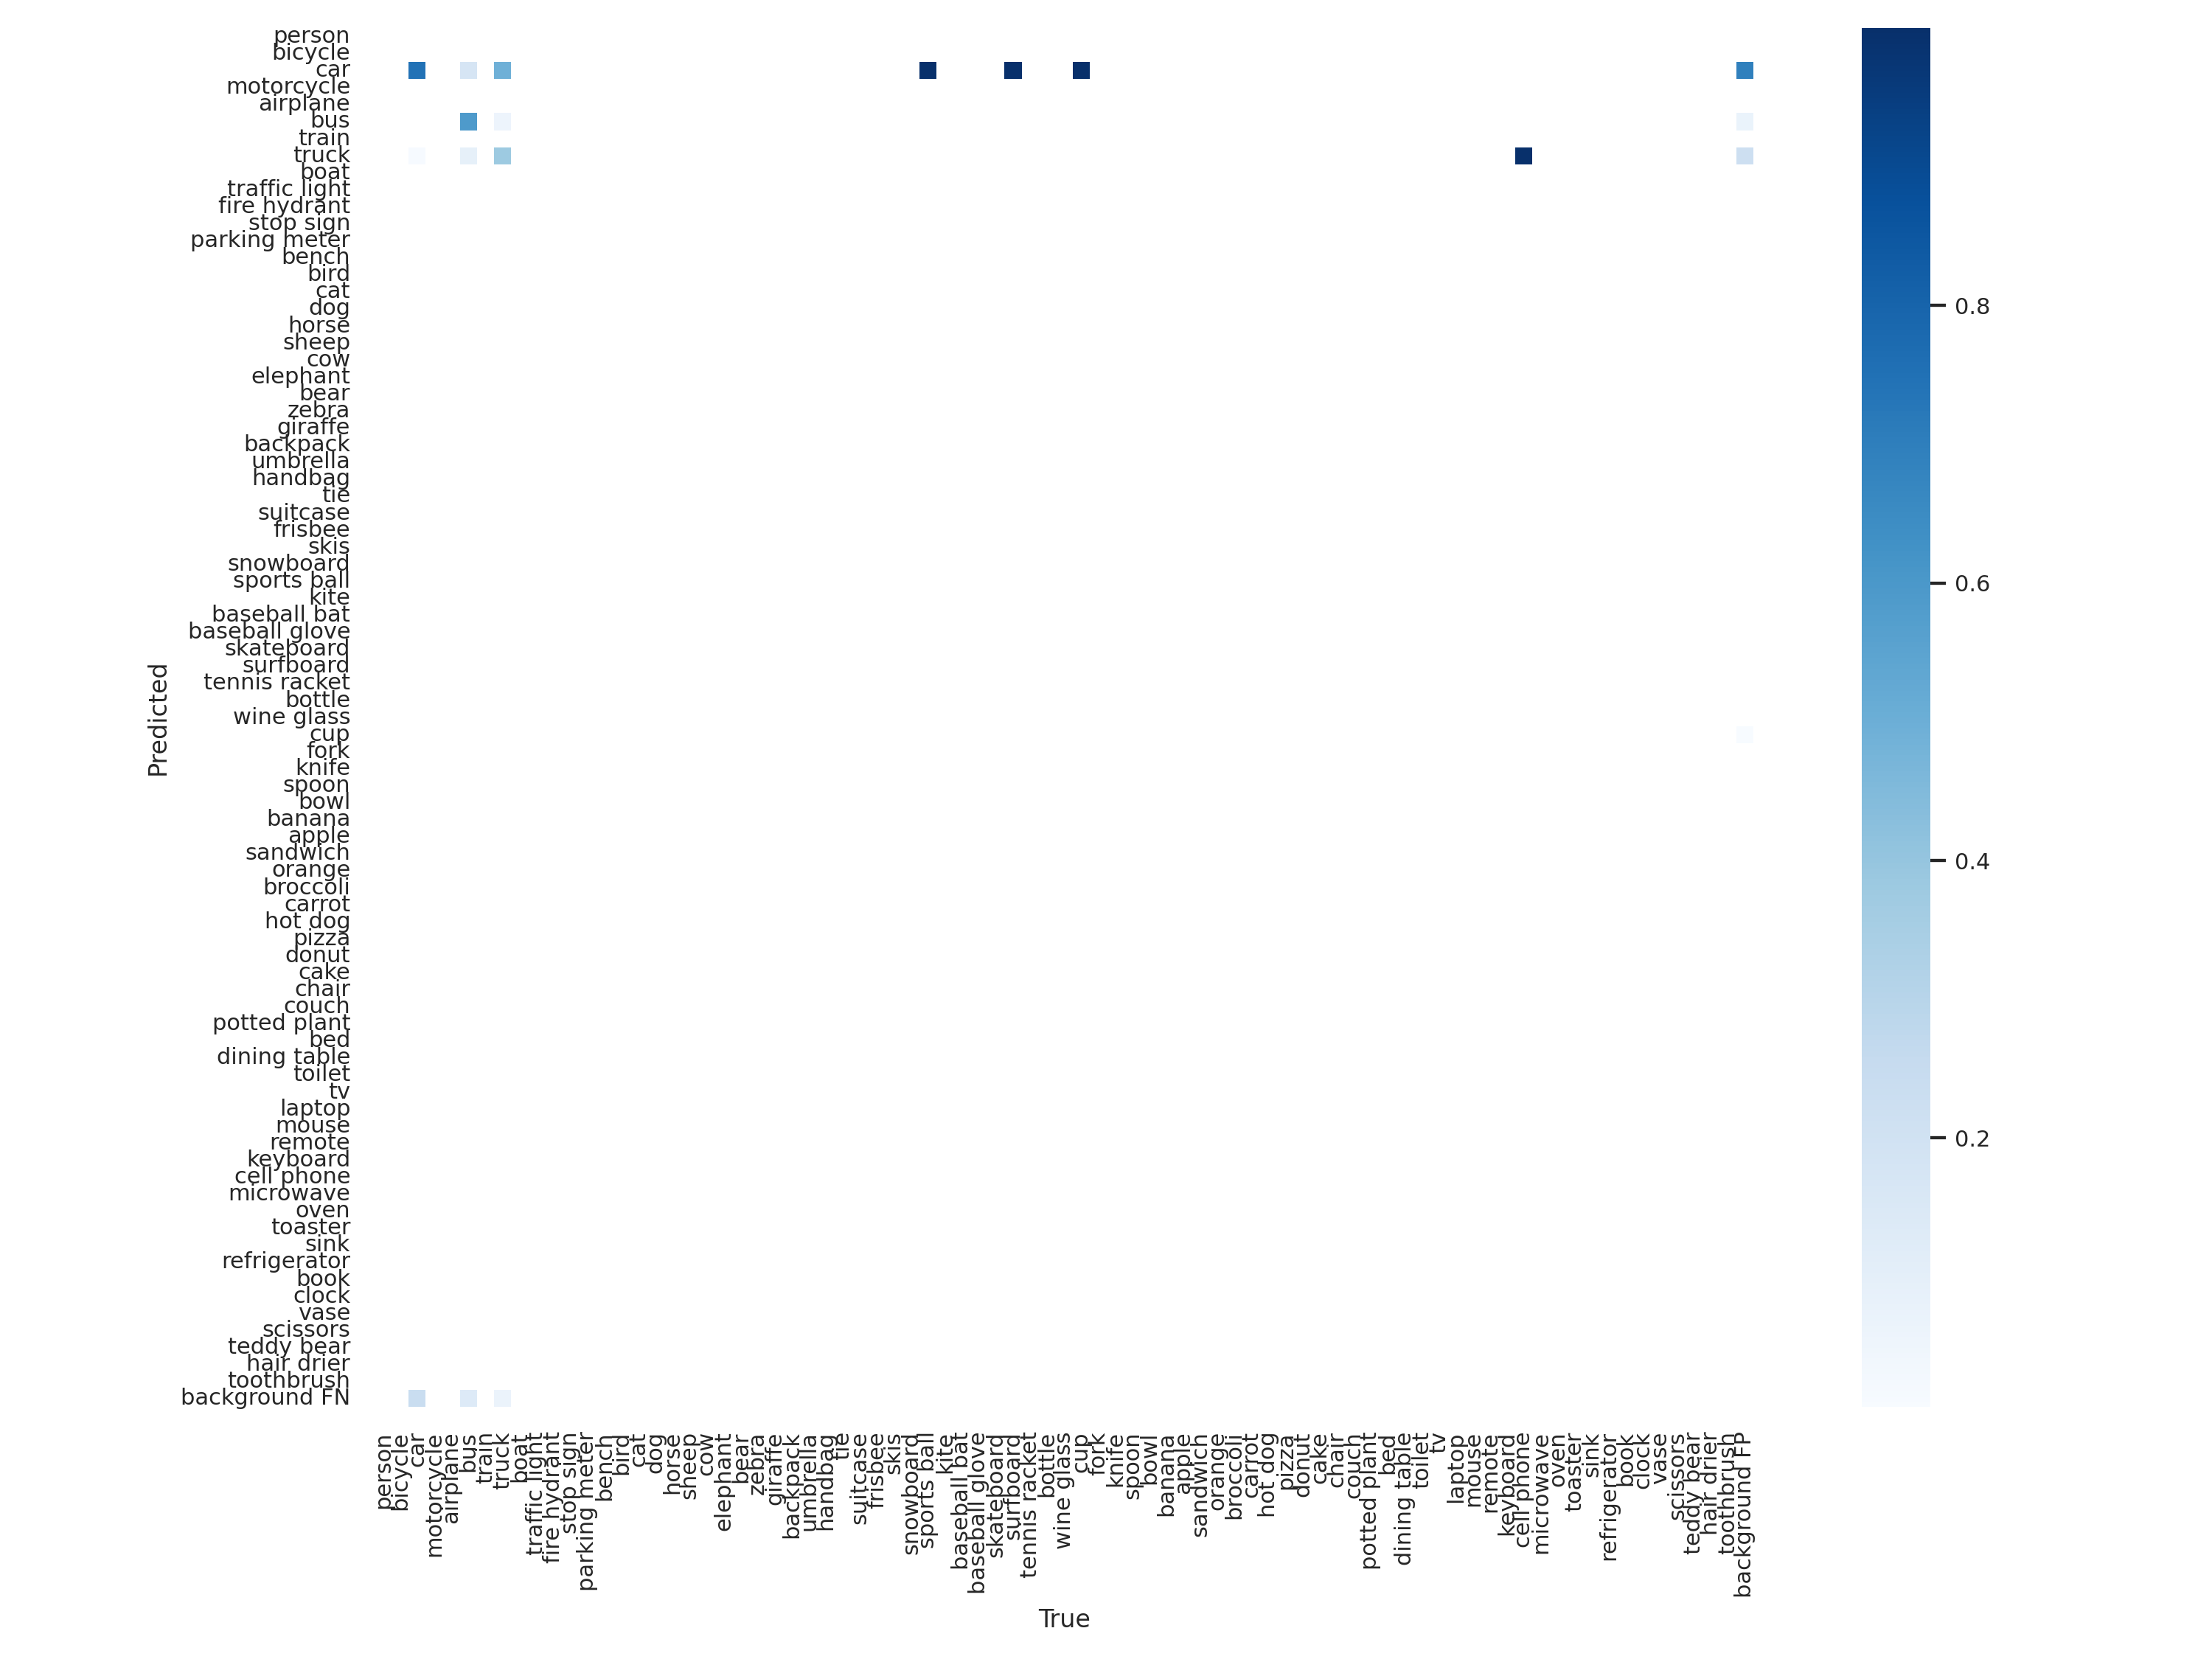 person
bicycle
car
motorcycle
airplane
bus
train
truck
boat
traffic light
fire hydrant
stop sign
parking meter
bench
bird
cat
dog
horse
sheep
cow
elephant
bear
zebra
giraffe
backpack
umbrella
handbag
tie
suitcase
frisbee
skis
snowboard
sports ball
kite
baseball bat
baseball glove
skateboard
surfboard
tennis racket
bottle
wine glass
cup
fork
knife
spoon
bowl
banana
apple
sandwich
orange
broccoli
carrot
hot dog
pizza
donut
cake
chair
couch
potted plant
bed
dining table
toilet
tv
laptop
mouse
remote
keyboard
cell phone
microwave
oven
toaster
sink
refrigerator
book
clock
vase
scissors
teddy bear
hair drier
toothbrush
background FN
Predicted
person
bicycle
car
motorcycle
airplane
bus
train
truck
boat
traffic light
fire hydrant
stop sign
parking meter
bench
bird
cat
dog
horse
sheep
cow
elephant
bear
zebra
giraffe
backpack
umbrella
handbag
tie
suitcase
frisbee
skis
snowboard
sports ball
kite
baseball bat
baseball glove
skateboard
surfboard
tennis racket
bottle
wine glass
cup
fork
knife
spoon
bowl
banana
apple
sandwich
orange
broccoli
carrot
hot dog
pizza
donut
cake
chair
couch
potted plant
bed
dining table
toilet
tv
laptop
mouse
remote
keyboard
cell phone
microwave
oven
toaster
sink
refrigerator
book
clock
vase
scissors
teddy bear
hair drier
toothbrush
background FP
True
0.8
0.6
0.4
0.2